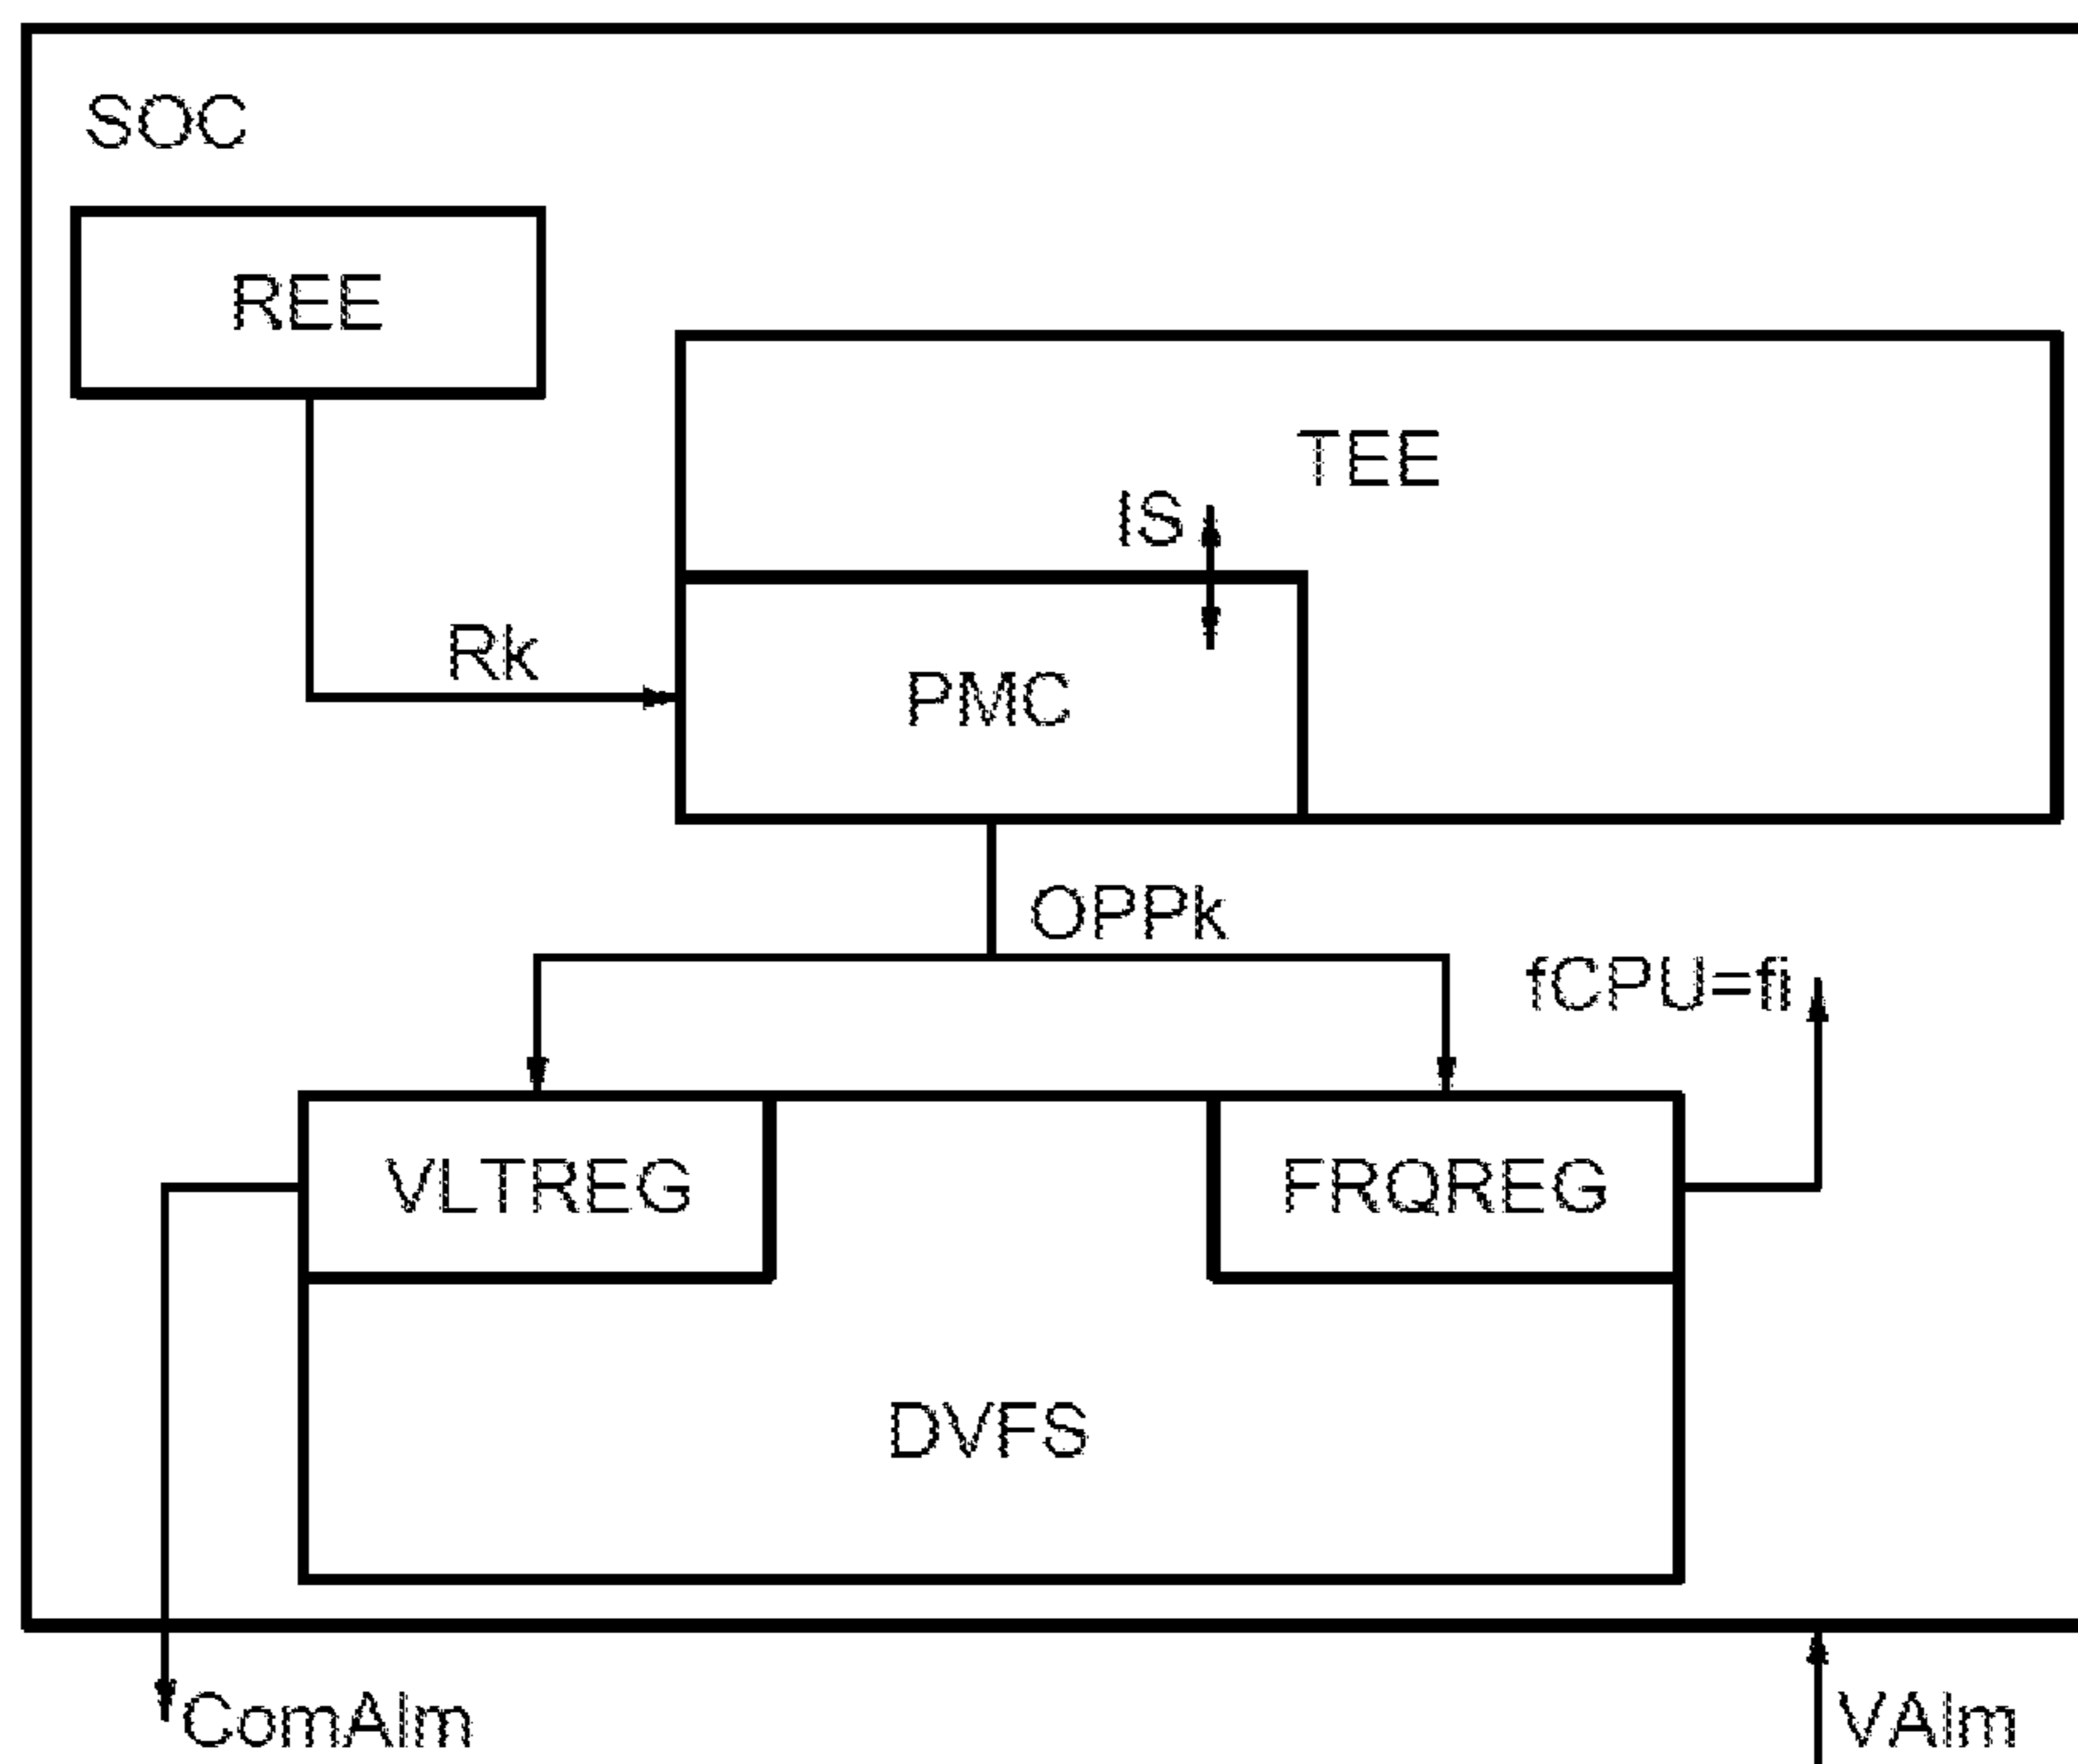 SOC
REE
TEE
IS
Rk
PMC
OPPk
fCPU=fi
VLTREG
FRQREG
DVFS
ComAlm
VAlm